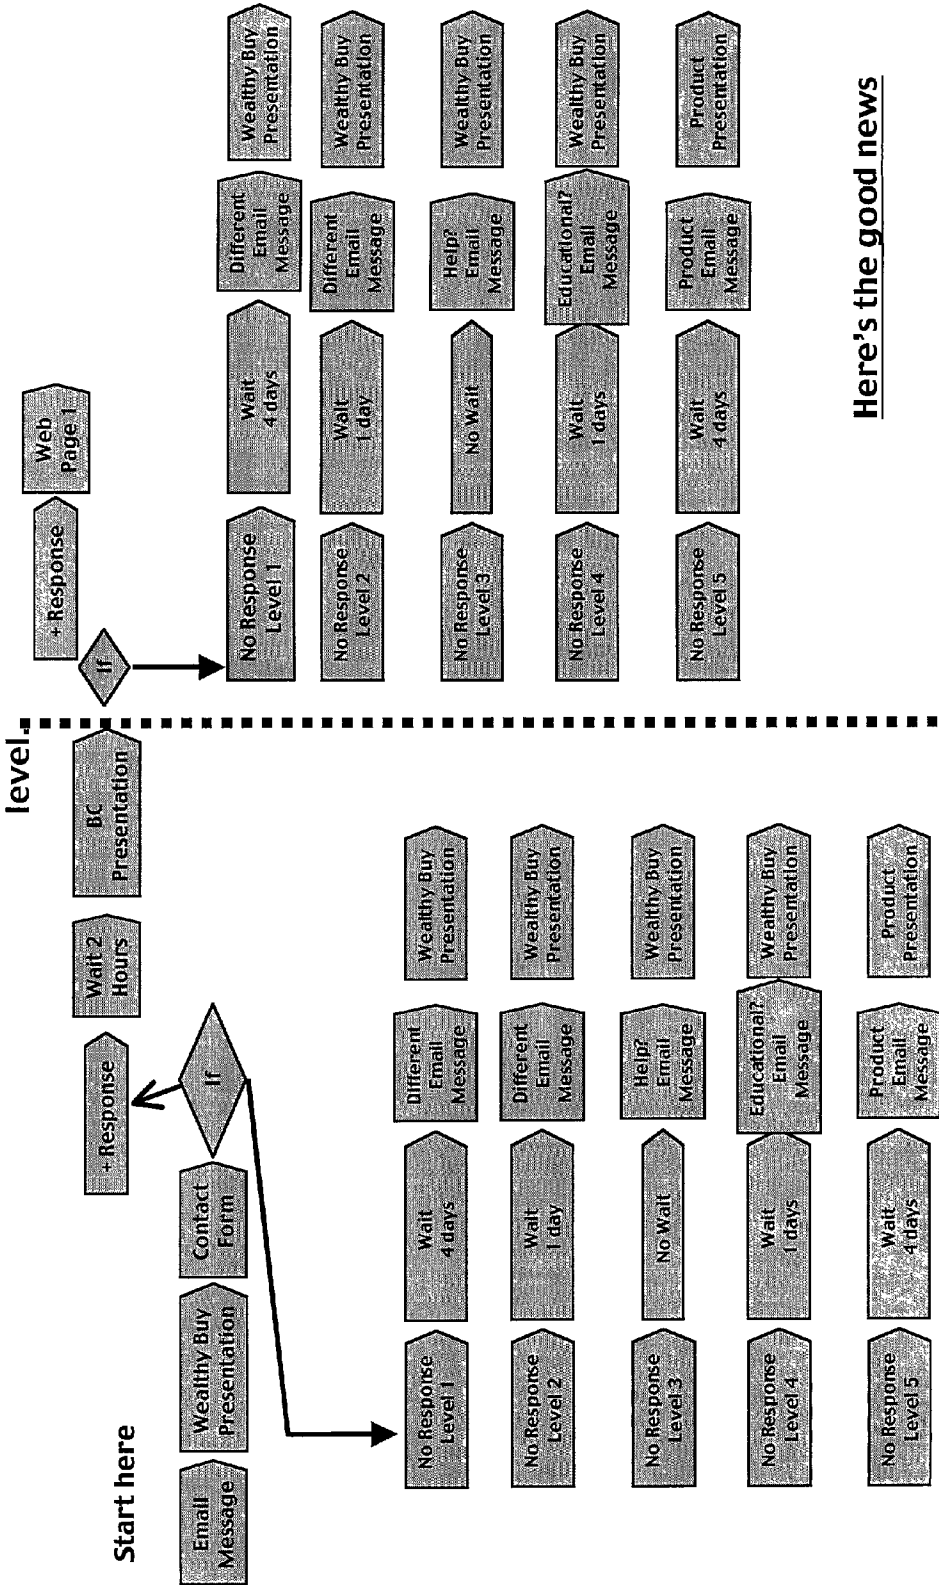 level.
Start here
Email
Message
Wealthy Buy
Presentation
Contact
Form
If
+ Response
Wait 2
Hours
BC
Presentation
No Response
Level 1
Wait
4 days
Different
Email
Message
Wealthy Buy
Presentation
No Response
Level 2
Wait
1 day
Different
Email
Message
Wealthy Buy
Presentation
No Response
Level 3
No Wait
Help?
Email
Message
Wealthy Buy
Presentation
No Response
Level 4
Wait
1 days
Educational?
Email
Message
Wealthy Buy
Presentation
No Response
Level 5
Wait
4 days
Product
Email
Message
Product
Presentation
If
+ Response
Web
Page 1
No Response
Level 1
Wait
4 days
Different
Email
Message
Wealthy Buy
Presentation
No Response
Level 2
Wait
1 day
Different
Email
Message
Wealthy Buy
Presentation
No Response
Level 3
No Wait
Help?
Email
Message
Wealthy Buy
Presentation
No Response
Level 4
Wait
1 days
Educational?
Email
Message
Wealthy Buy
Presentation
No Response
Level 5
Wait
4 days
Product
Email
Message
Product
Presentation
Here's the good news